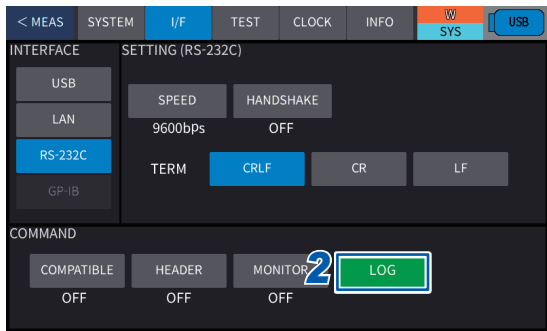 < MEAS SYSTEM I/F TEST CLOCK INFO W SYS USB
INTERFACE
USB
LAN
RS-232C
GP-IB
SETTING (RS-232C)
SPEED HANDSHAKE
9600bps OFF
TERM CRLF CR LF
COMMAND
COMPATIBLE HEADER MONITOR 2 LOG
OFF OFF OFF